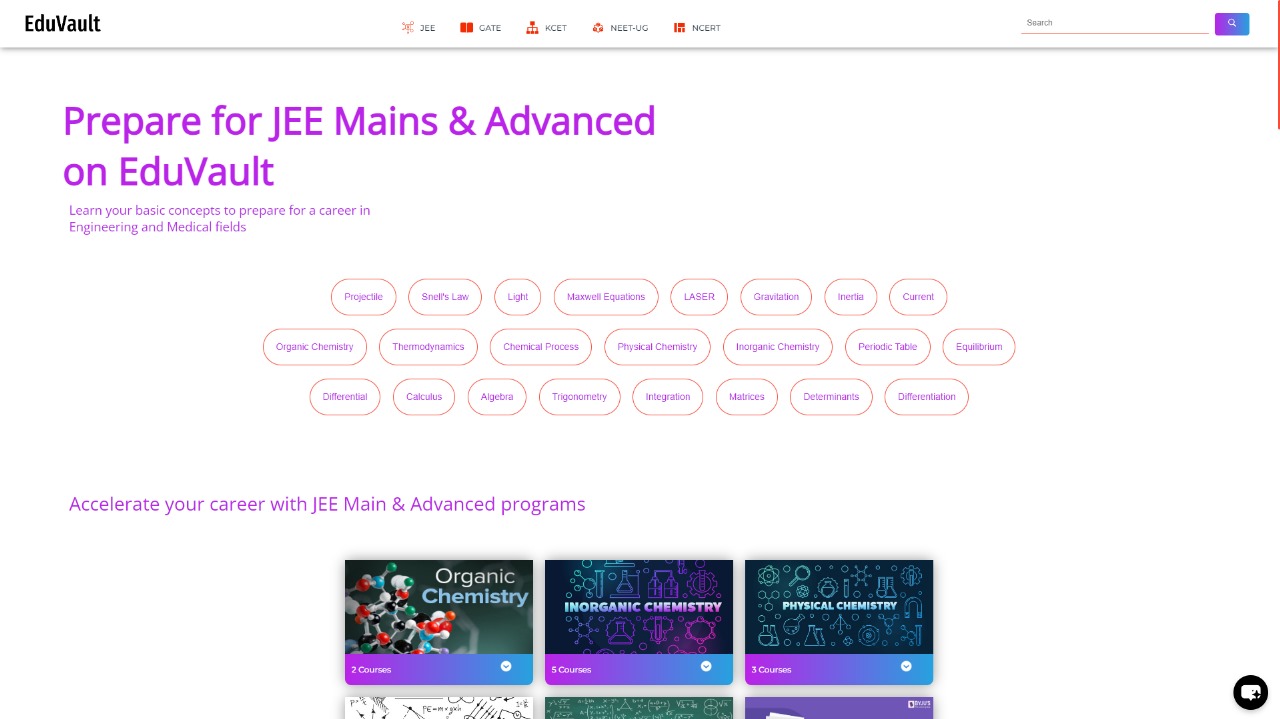 EduVault
JEE
GATE
KCET
NEET-UG
NCERT
Search
Prepare for JEE Mains & Advanced
on EduVault
Learn your basic concepts to prepare for a career in
Engineering and Medical fields
Projectile
Snell's Law
Light
Maxwell Equations
LASER
Gravitation
Inertia
Current
Organic Chemistry
Thermodynamics
Chemical Process
Physical Chemistry
Inorganic Chemistry
Periodic Table
Equilibrium
Differential
Calculus
Algebra
Trigonometry
Integration
Matrices
Determinants
Differentiation
Accelerate your career with JEE Main & Advanced programs
Organic
Chemistry
INORGANIC CHEMISTRY
PHYSICAL CHEMISTRY
2 Courses
5 Courses
3 Courses
BYJU'S